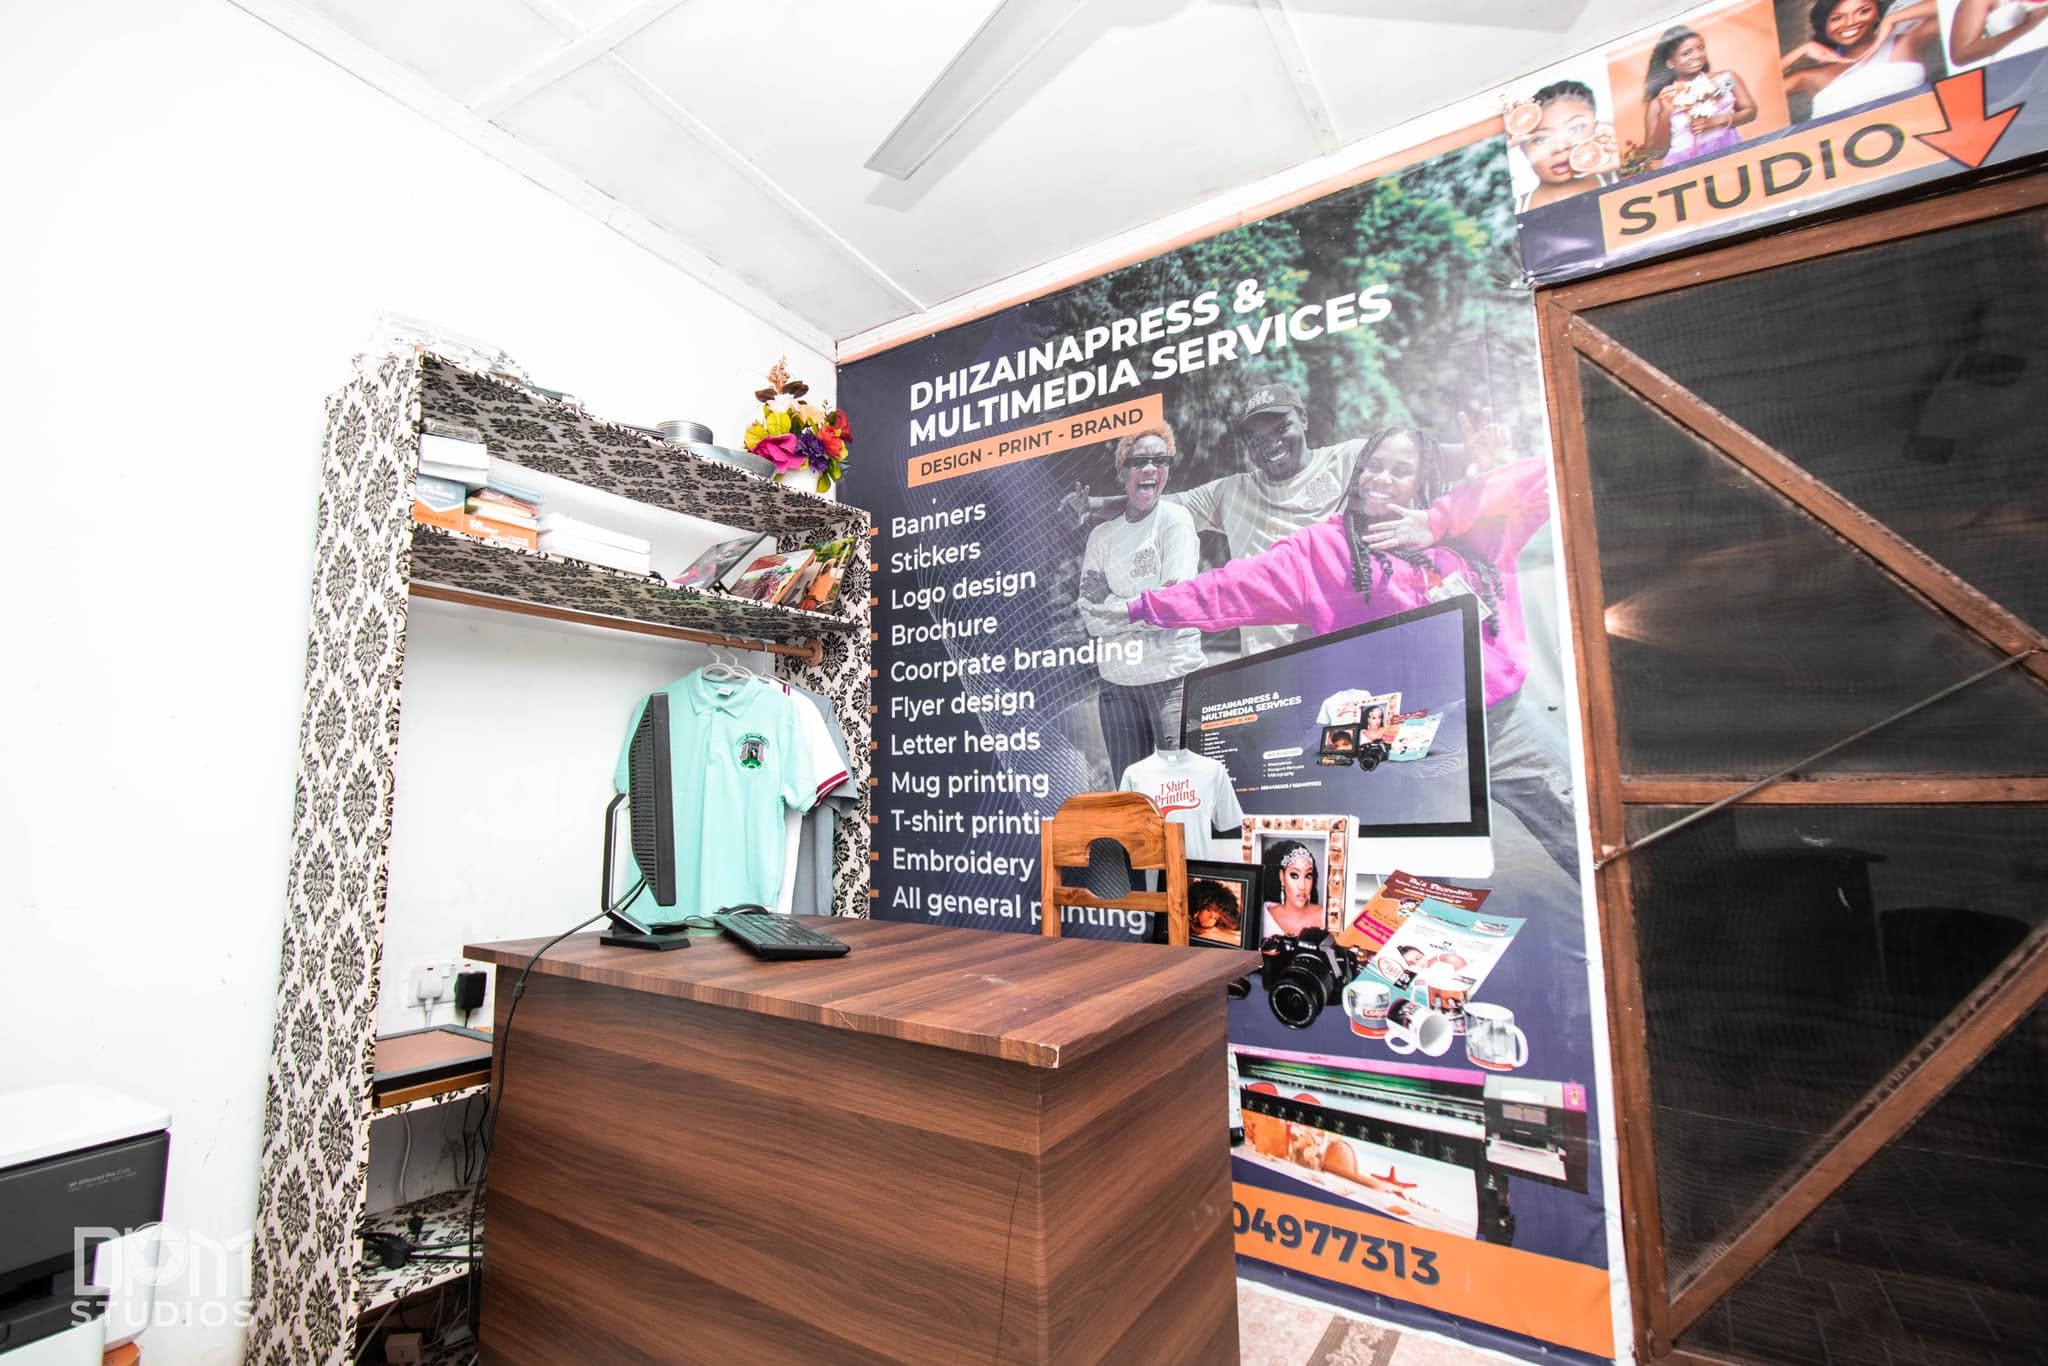 STUDIO
DHIZAINAPRESS &
MULTIMEDIA SERVICES
DESIGN - PRINT - BRAND
Banners
Stickers
Logo design
Brochure
Coorprate branding
Flyer design
Letter heads
Mug printing
T-shirt printi
Embroidery
All general printing
DHIZAINAPRESS &
MULTIMEDIA SERVICES
T Shirt
Printing
04977313
DPM
STUDIOS